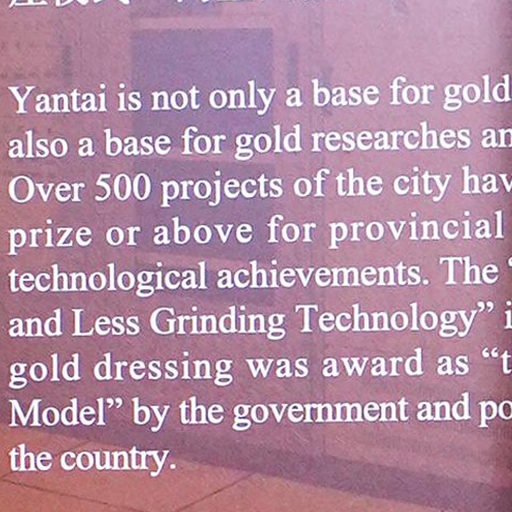 Yantai is not only a base for gold
also a base for gold researches an
Over 500 projects of the city hav
prize or above for provincial
technological achievements. The “
and Less Grinding Technology” i
gold dressing was award as “t
Model” by the government and po
the country.